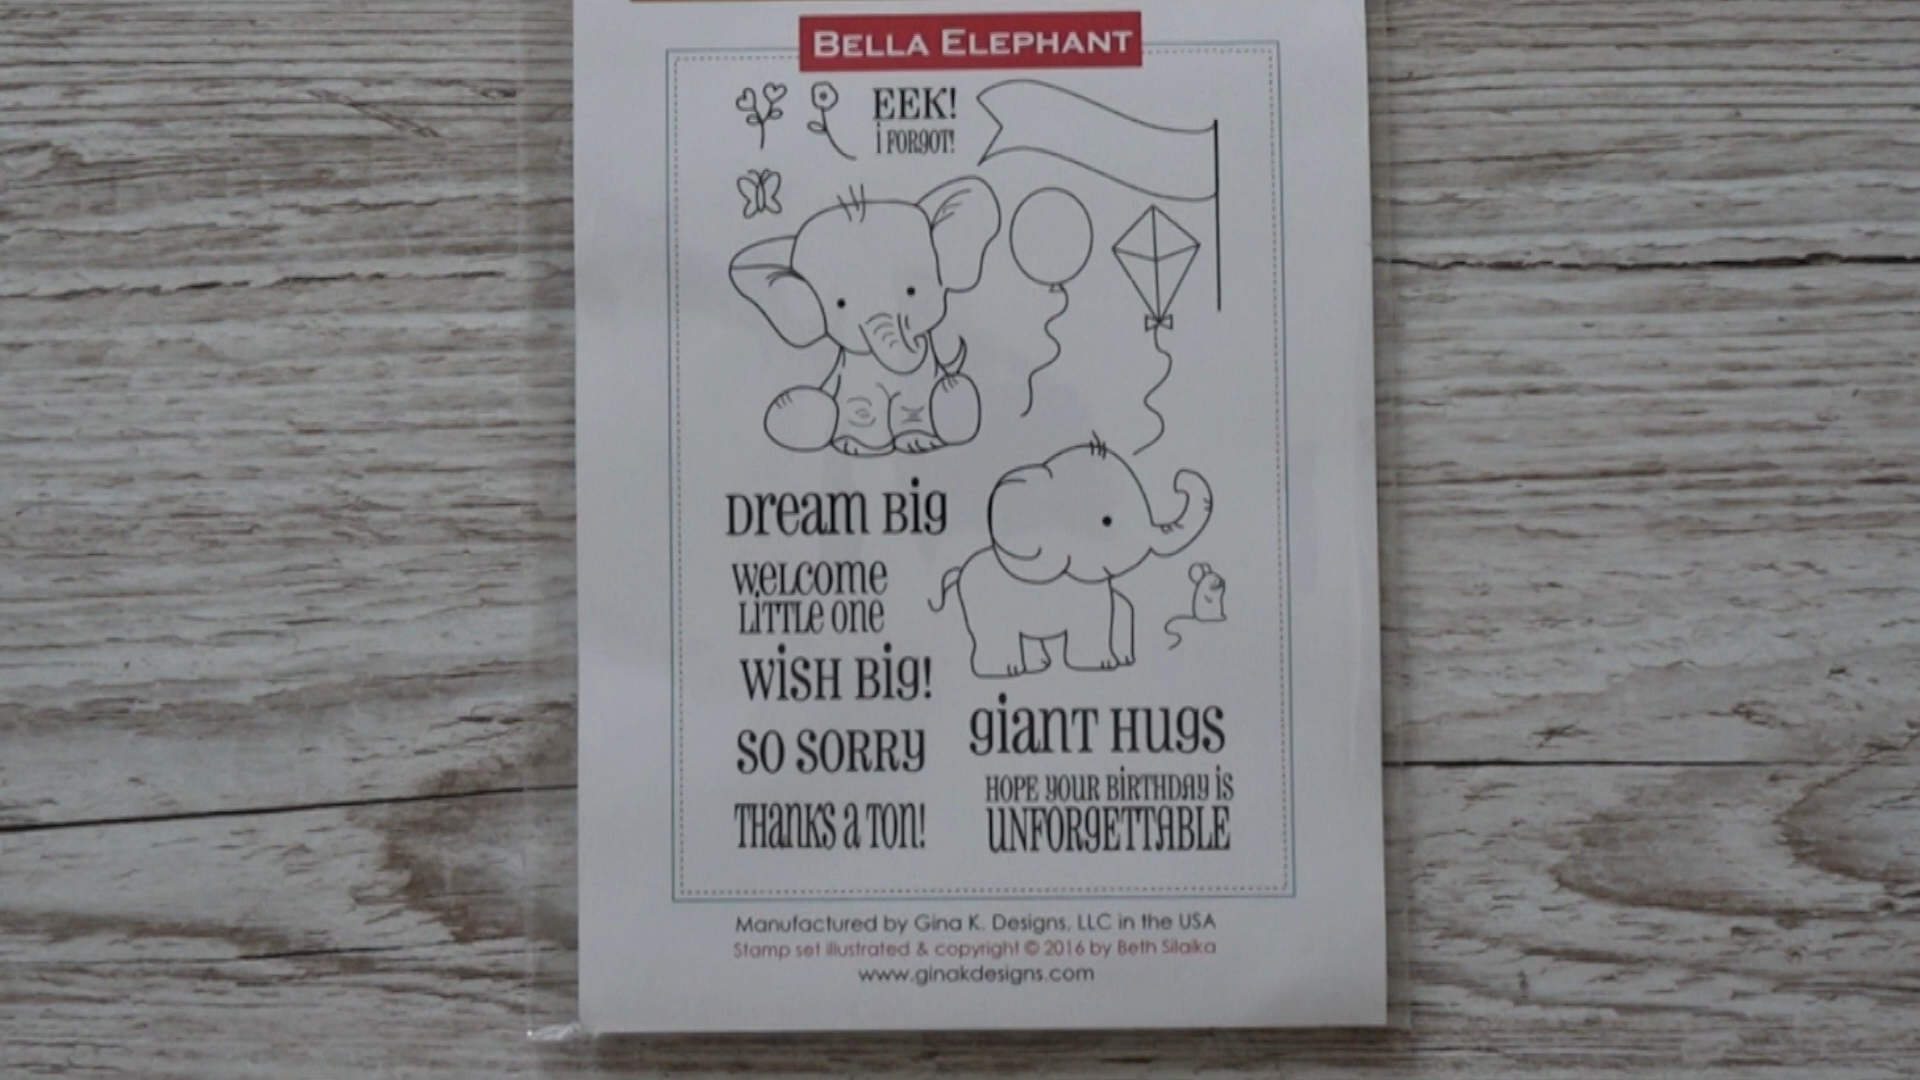 BELLA ELEPHANT
EEK!
i FORGOT!
Dream Big
welcome
LiTTLe one
WiSH Big!
SO SORRY
THanKS a TOn!
giant Hugs
HOPE YOUR BiRTHDAY iS
UNFORGETTABLE
Manufactured by Gina K. Designs, LLC in the USA
Stamp set illustrated & copyright © 2016 by Beth Silaika
www.ginakdesigns.com